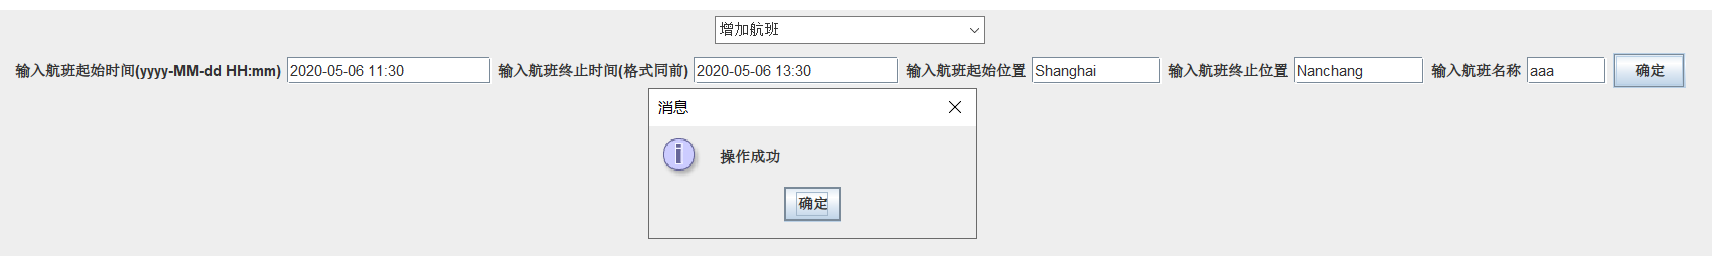 增加航班
输入航班起始时间(yyyy-MM-dd HH:mm) 2020-05-06 11:30 输入航班终止时间(格式同前) 2020-05-06 13:30 输入航班起始位置 Shanghai 输入航班终止位置 Nanchang 输入航班名称 aaa 确定
消息
操作成功
确定